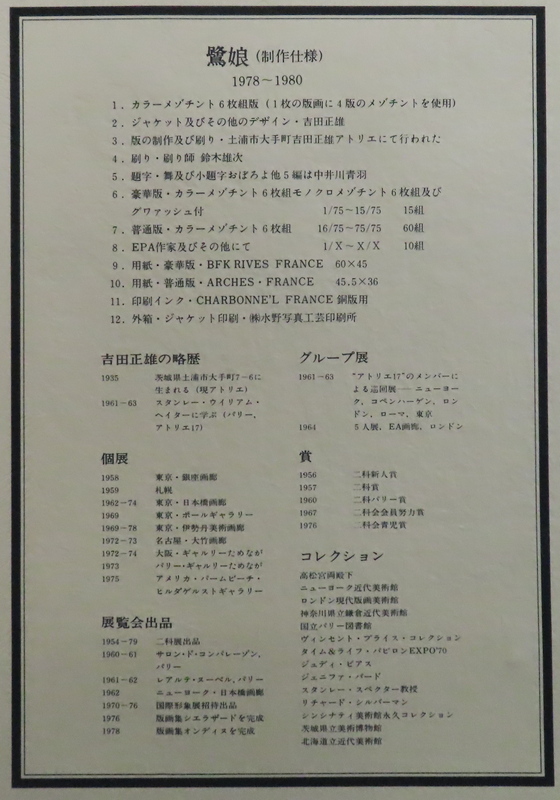 鷺娘（制作仕様）
1978～1980
1．カラーメゾチント6枚組版（1枚の版画に4版のメゾチントを使用）
2．ジャケット及びその他のデザイン・吉田正雄
3．版の制作及び刷り・土浦市大手町吉田正雄アトリエにて行われた
4．刷り・刷り師 鈴木雄次
5．題字・舞及び小題字おぼろよ他5編は中井川青羽
6．豪華版・カラーメゾチント6枚組モノクロメゾチント6枚組及び
グワァッシュ付 1/75～15/75 15組
7．普通版・カラーメゾチント6枚組 16/75～75/75 60組
8．EPA作家及びその他にて 1/X～X/X 10組
9．用紙・豪華版・BFK RIVES FRANCE 60×45
10．用紙・普通版・ARCHES・FRANCE 45.5×36
11．印刷インク・CHARBONNE'L FRANCE 銅版用
12．外箱・ジャケット印刷・㈱水野写真工芸印刷所
吉田正雄の略歴
1935 茨城県土浦市大手町7－6に
生まれる（現アトリエ）
1961－63 スタンレー・ウイリアム・
ヘイターに学ぶ（パリー，
アトリエ17）
個展
1958 東京・銀座画廊
1959 札幌
1962－74 東京・日本橋画廊
1969 東京・ポールギャラリー
1969－78 東京・伊勢丹美術画廊
1972－73 名古屋・大竹画廊
1972－74 大阪・ギャルリーためなが
1973 パリー・ギャルリーためなが
1975 アメリカ・パームビーチ・
ヒルダゲルストギャラリー
展覧会出品
1954－79 二科展出品
1960－61 サロン・ド・コンパレーゾン，
パリー
1961－62 レアルテ・ヌーベル，パリー
1962 ニューヨーク・日本橋画廊
1970－76 国際形象展招待出品
1976 版画集シエラザードを完成
1978 版画集オンディヌを完成
グループ展
1961－63 "アトリエ17"のメンバーに
よる巡回展── ニューヨー
ク，コペンハーゲン，ロン
ドン，ローマ，東京
1964 5人展，EA画廊，ロンドン
賞
1956 二科新人賞
1957 二科賞
1960 二科パリー賞
1967 二科会会員努力賞
1976 二科会青児賞
コレクション
高松宮両殿下
ニューヨーク近代美術館
ロンドン現代版画美術館
神奈川県立鎌倉近代美術館
国立パリー図書館
ヴィンセント・プライス・コレクション
タイム＆ライフ・パビロンEXPO'70
ジュディ・ピアス
ジェニファ・バード
スタンレー・スペクター教授
リチャード・シルバーマン
シンシナティ美術館永久コレクション
茨城県立美術博物館
北海道立近代美術館